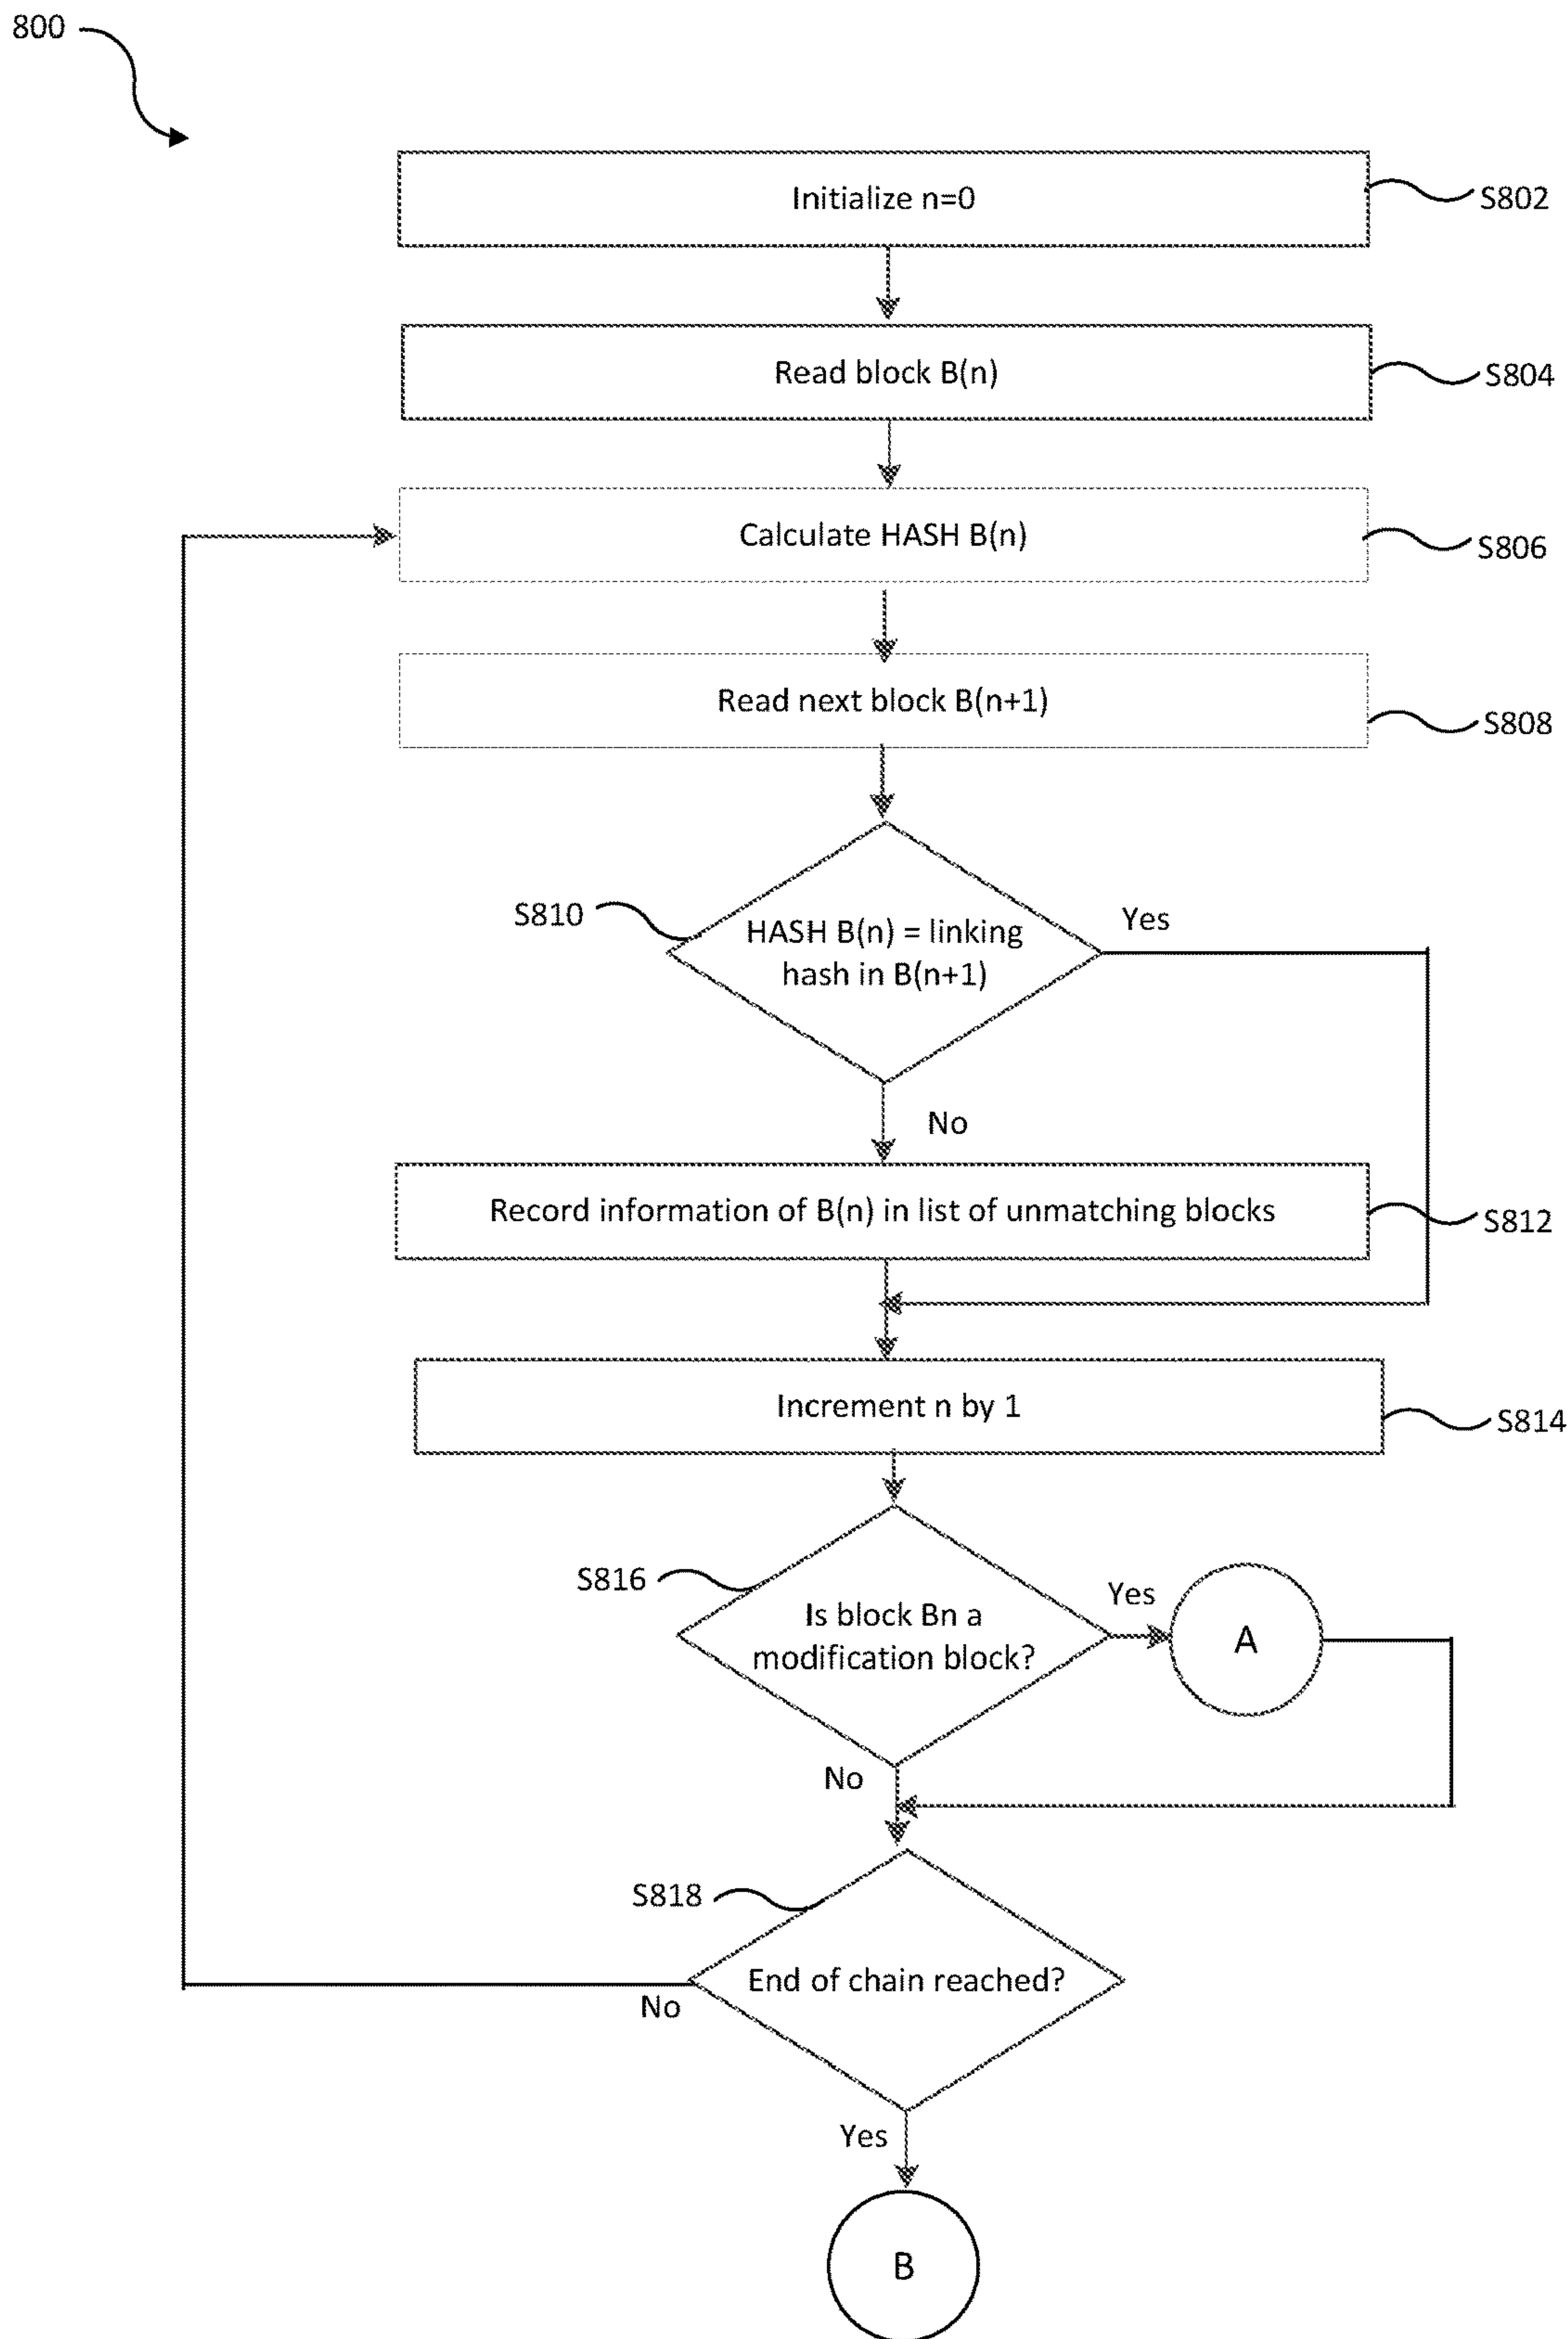 800
Initialize n=0
S802
Read block B(n)
S804
Calculate HASH B(n)
S806
Read next block B(n+1)
S808
S810
HASH B(n) = linking
hash in B(n+1)
Yes
No
Record information of B(n) in list of unmatching blocks
S812
Increment n by 1
S814
S816
Is block Bn a
modification block?
Yes
A
No
S818
End of chain reached?
No
Yes
B